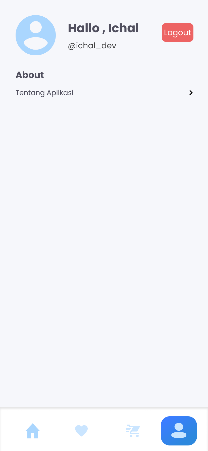 Hallo , Ichal
@ichal_dev
Logout
About
Tentang Aplikasi